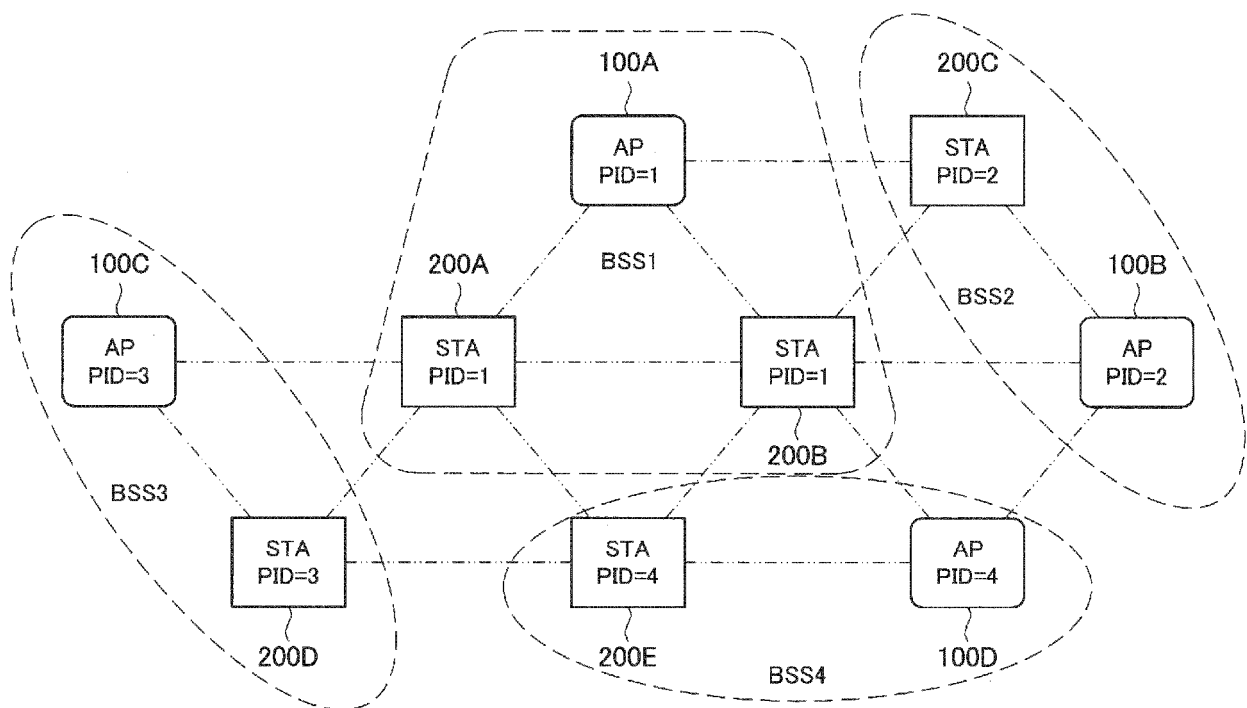 100A
200C
AP
PID=1
STA
PID=2
100C
200A
BSS1
BSS2
100B
AP
PID=3
STA
PID=1
STA
PID=1
AP
PID=2
200B
BSS3
STA
PID=3
STA
PID=4
AP
PID=4
200D
200E
BSS4
100D